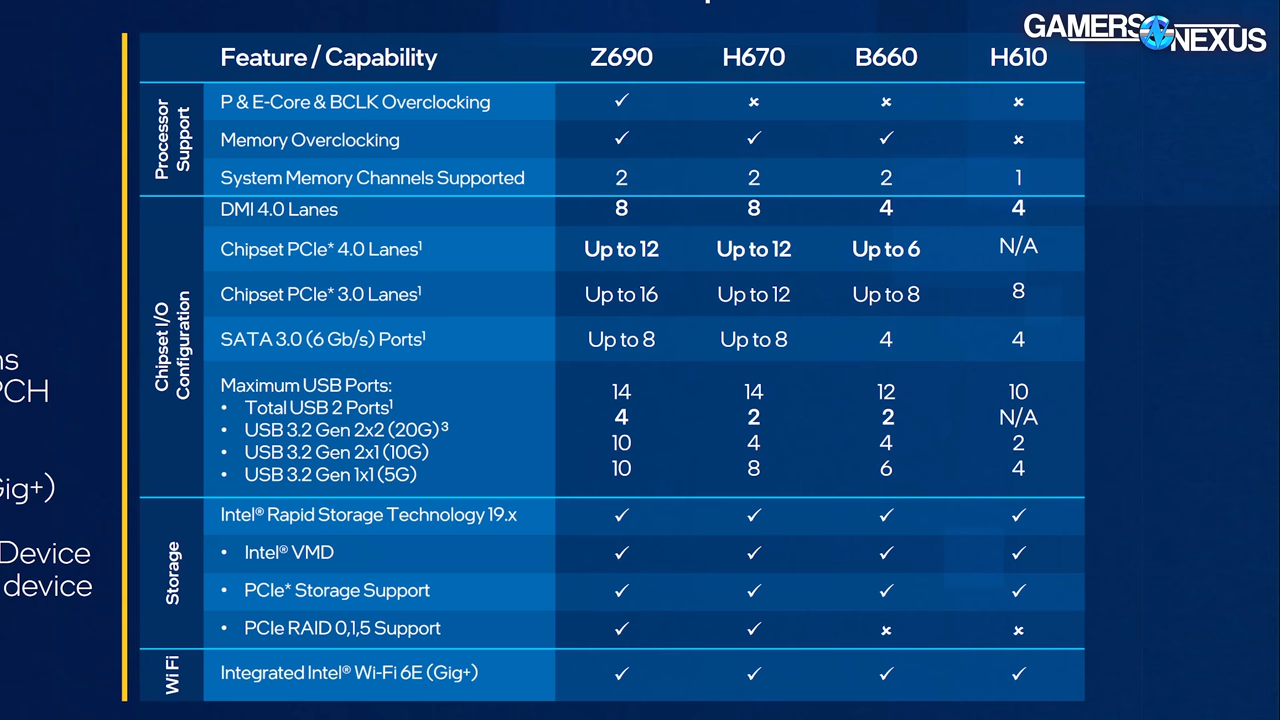 GAMERS NEXUS
Feature / Capability Z690 H670 B660 H610
Processor Support
P & E-Core & BCLK Overclocking ✓ × × ×
Memory Overclocking ✓ ✓ ✓ ×
System Memory Channels Supported 2 2 2 1
Chipset I/O Configuration
DMI 4.0 Lanes 8 8 4 4
Chipset PCIe* 4.0 Lanes¹ Up to 12 Up to 12 Up to 6 N/A
Chipset PCIe* 3.0 Lanes¹ Up to 16 Up to 12 Up to 8 8
SATA 3.0 (6 Gb/s) Ports¹ Up to 8 Up to 8 4 4
Maximum USB Ports:
• Total USB 2 Ports¹ 14 14 12 10
• USB 3.2 Gen 2x2 (20G)³ 4 2 2 N/A
• USB 3.2 Gen 2x1 (10G) 10 4 4 2
• USB 3.2 Gen 1x1 (5G) 10 8 6 4
Storage
Intel® Rapid Storage Technology 19.x ✓ ✓ ✓ ✓
• Intel® VMD ✓ ✓ ✓ ✓
• PCIe* Storage Support ✓ ✓ ✓ ✓
• PCIe RAID 0,1,5 Support ✓ ✓ × ×
Wi Fi
Integrated Intel® Wi-Fi 6E (Gig+) ✓ ✓ ✓ ✓
PCH
Gig+)
Device
device